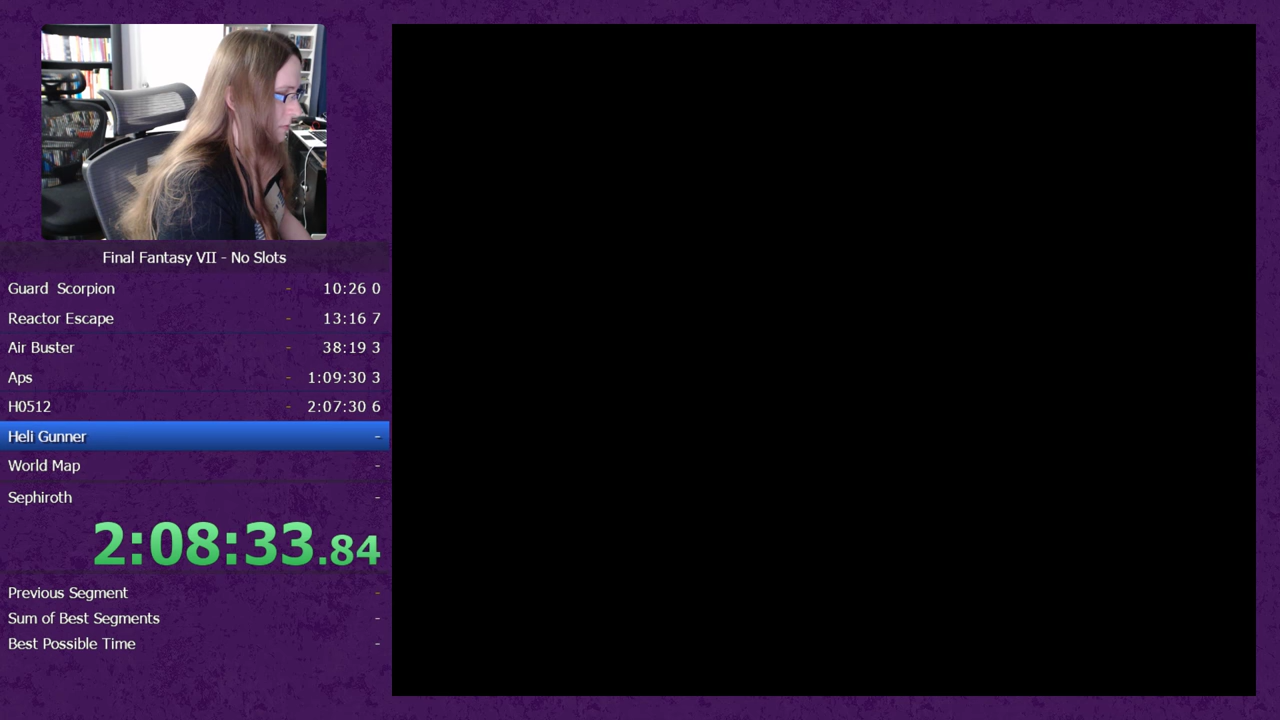 Final Fantasy VII - No Slots
Guard Scorpion - 10:26 0
Reactor Escape - 13:16 7
Air Buster - 38:19 3
Aps - 1:09:30 3
H0512 - 2:07:30 6
Heli Gunner -
World Map -
Sephiroth -
2:08:33.84
Previous Segment -
Sum of Best Segments -
Best Possible Time -